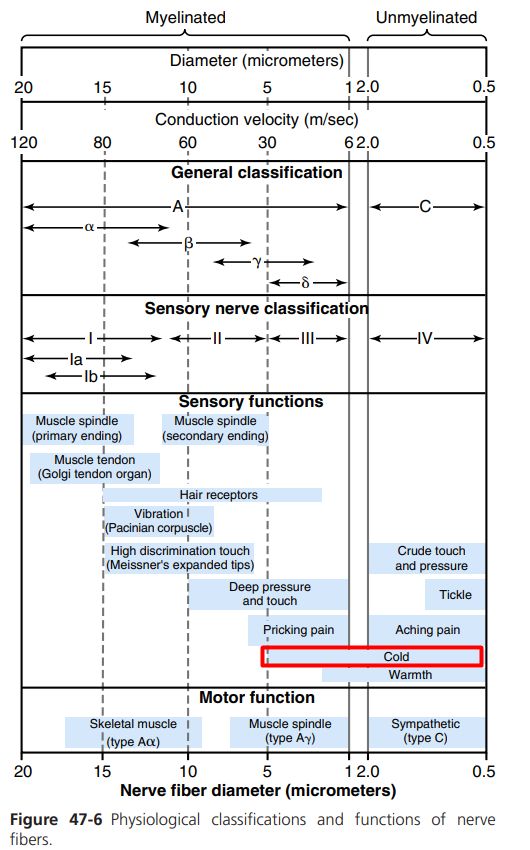 Myelinated Unmyelinated
Diameter (micrometers)
20 15 10 5 1 2.0 0.5
Conduction velocity (m/sec)
120 80 60 30 6 2.0 0.5
General classification
A C
α
β
γ
δ
Sensory nerve classification
I II III IV
Ia
Ib
Sensory functions
Muscle spindle Muscle spindle
(primary ending) (secondary ending)
Muscle tendon
(Golgi tendon organ)
Hair receptors
Vibration
(Pacinian corpuscle)
High discrimination touch Crude touch
(Meissner's expanded tips) and pressure
Deep pressure
and touch Tickle
Pricking pain Aching pain
Cold
Warmth
Motor function
Skeletal muscle Muscle spindle Sympathetic
(type Aα) (type Aγ) (type C)
20 15 10 5 1 2.0 0.5
Nerve fiber diameter (micrometers)
Figure 47-6 Physiological classifications and functions of nerve
fibers.